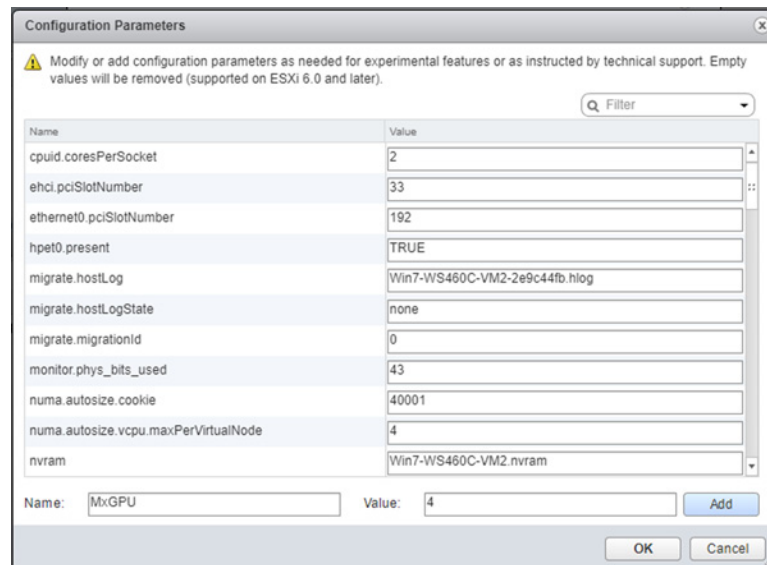 Configuration Parameters
Modify or add configuration parameters as needed for experimental features or as instructed by technical support. Empty
values will be removed (supported on ESXi 6.0 and later).
Filter
Name Value
cpuid.coresPerSocket 2
ehci.pciSlotNumber 33
ethernet0.pciSlotNumber 192
hpet0.present TRUE
migrate.hostLog Win7-WS460C-VM2-2e9c44fb.hlog
migrate.hostLogState none
migrate.migrationId 0
monitor.phys_bits_used 43
numa.autosize.cookie 40001
numa.autosize.vcpu.maxPerVirtualNode 4
nvram Win7-WS460C-VM2.nvram
Name: MxGPU Value: 4 Add
OK Cancel